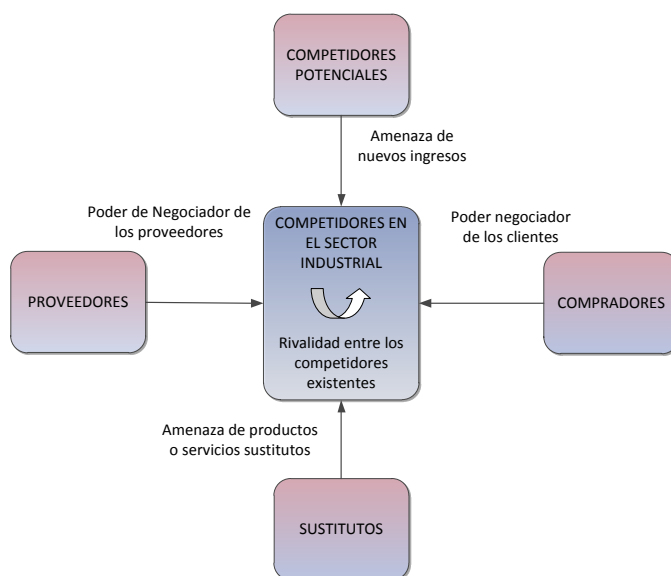 COMPETIDORES
POTENCIALES
Amenaza de
nuevos ingresos
Poder de Negociador de
los proveedores
COMPETIDORES EN
EL SECTOR
INDUSTRIAL
Poder negociador
de los clientes
PROVEEDORES
COMPRADORES
Rivalidad entre los
competidores
existentes
Amenaza de productos
o servicios sustitutos
SUSTITUTOS